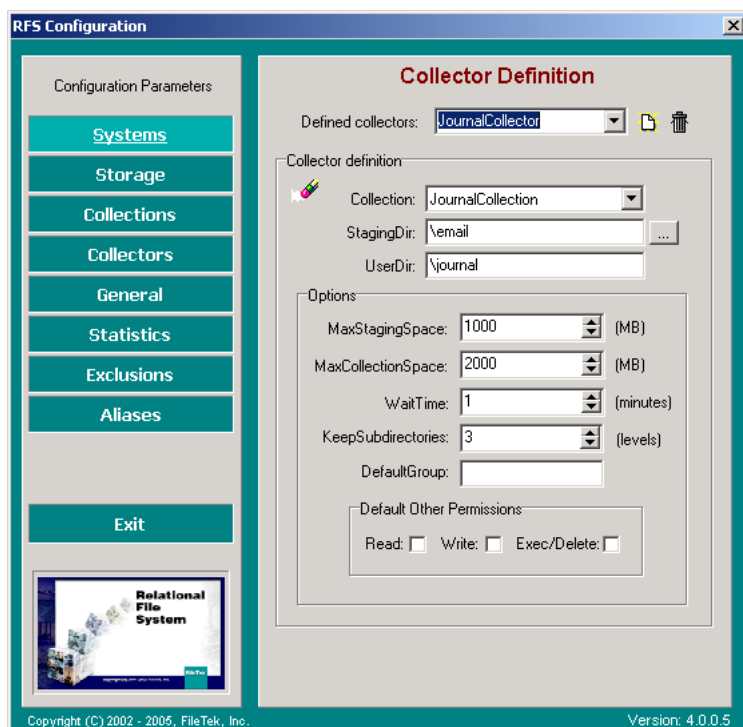 RFS Configuration
Configuration Parameters
Systems
Storage
Collections
Collectors
General
Statistics
Exclusions
Aliases
Exit
Relational
File
System
FileTek
Copyright (C) 2002 - 2005, FileTek, Inc.
Collector Definition
Defined collectors: JournalCollector
Collector definition
Collection: JournalCollection
StagingDir: \email ...
UserDir: \journal
Options
MaxStagingSpace: 1000 (MB)
MaxCollectionSpace: 2000 (MB)
WaitTime: 1 (minutes)
KeepSubdirectories: 3 (levels)
DefaultGroup:
Default Other Permissions
Read: Write: Exec/Delete:
Version: 4.0.0.5